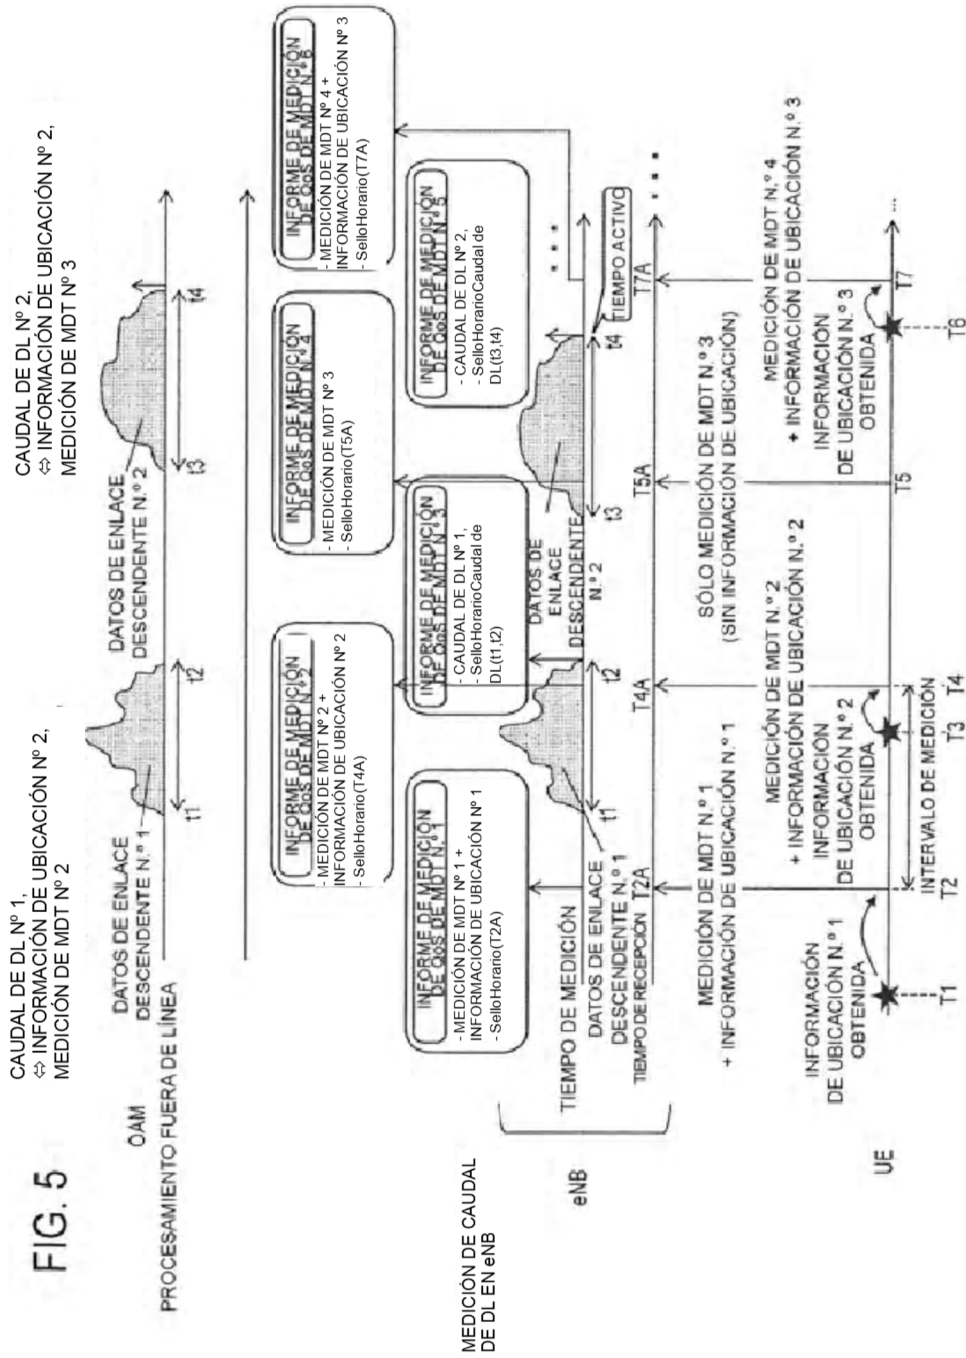 FIG. 5
CAUDAL DE DL Nº 1,
⇔ INFORMACIÓN DE UBICACIÓN Nº 2,
MEDICIÓN DE MDT Nº 2
CAUDAL DE DL Nº 2,
⇔ INFORMACIÓN DE UBICACIÓN Nº 2,
MEDICIÓN DE MDT Nº 3
OAM
PROCESAMIENTO FUERA DE LÍNEA
DATOS DE ENLACE
DESCENDENTE N.º 1
DATOS DE ENLACE
DESCENDENTE N.º 2
t1
t2
t3
t4
INFORME DE MEDICIÓN
DE QoS DE MDT Nº 2
- MEDICIÓN DE MDT Nº 2 +
INFORMACIÓN DE UBICACIÓN Nº 2
- SelloHorario(T4A)
INFORME DE MEDICIÓN
DE QoS DE MDT Nº 4
- MEDICIÓN DE MDT Nº 3
- SelloHorario(T5A)
INFORME DE MEDICIÓN
DE QoS DE MDT Nº 6
- MEDICIÓN DE MDT Nº 4 +
INFORMACIÓN DE UBICACIÓN Nº 3
- SelloHorario(T7A)
INFORME DE MEDICIÓN
DE QoS DE MDT Nº 1
- MEDICIÓN DE MDT Nº 1 +
INFORMACIÓN DE UBICACIÓN Nº 1
- SelloHorario(T2A)
INFORME DE MEDICIÓN
DE QoS DE MDT Nº 3
- CAUDAL DE DL Nº 1,
- SelloHorarioCaudal de
DL(t1,t2)
INFORME DE MEDICIÓN
DE QoS DE MDT Nº 5
- CAUDAL DE DL Nº 2,
- SelloHorarioCaudal de
DL(t3,t4)
MEDICIÓN DE CAUDAL
DE DL EN eNB
eNB
TIEMPO DE MEDICIÓN
DATOS DE ENLACE
DESCENDENTE N.º 1
t1
t2
DATOS DE
ENLACE
DESCENDENTE
N.º 2
t3
t4
TIEMPO ACTIVO
TIEMPO DE RECEPCIÓN
T2A
T4A
T5A
T7A
MEDICIÓN DE MDT N.º 1
+ INFORMACIÓN DE UBICACIÓN N.º 1
MEDICIÓN DE MDT N.º 2
+ INFORMACIÓN DE UBICACIÓN N.º 2
SÓLO MEDICIÓN DE MDT N.º 3
(SIN INFORMACIÓN DE UBICACIÓN)
MEDICIÓN DE MDT N.º 4
+ INFORMACIÓN DE UBICACIÓN N.º 3
INFORMACIÓN
DE UBICACIÓN N.º 1
OBTENIDA
INFORMACIÓN
DE UBICACIÓN N.º 2
OBTENIDA
INFORMACIÓN
DE UBICACIÓN N.º 3
OBTENIDA
UE
INTERVALO DE MEDICIÓN
T1
T2
T3
T4
T5
T6
T7
...